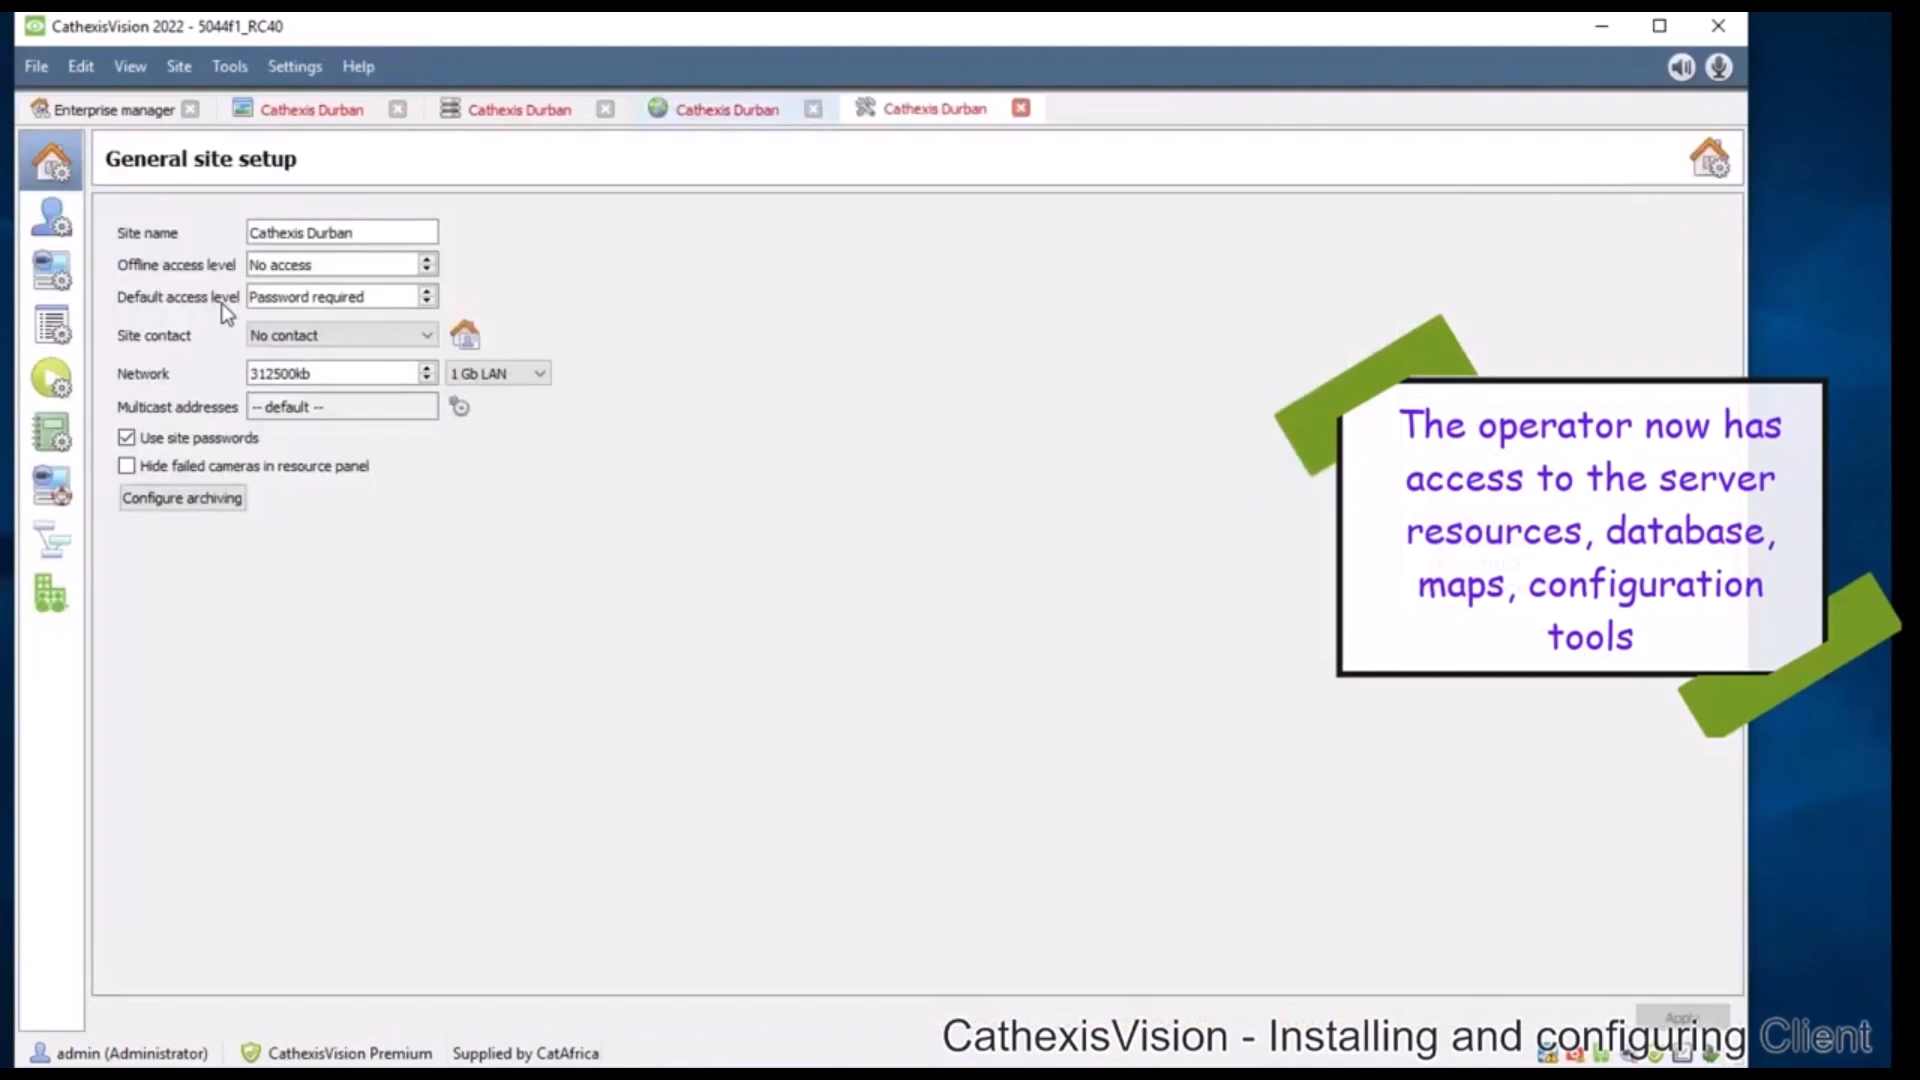 CathexisVision 2022 - 5044f1_RC40
File Edit View Site Tools Settings Help
Enterprise manager Cathexis Durban Cathexis Durban Cathexis Durban Cathexis Durban
General site setup
Site name Cathexis Durban
Offline access level No access
Default access level Password required
Site contact No contact
Network 312500kb 1 Gb LAN
Multicast addresses -- default --
Use site passwords
Hide failed cameras in resource panel
Configure archiving
The operator now has
access to the server
resources, database,
maps, configuration
tools
Apply
CathexisVision - Installing and configuring Client
admin (Administrator) CathexisVision Premium Supplied by CatAfrica